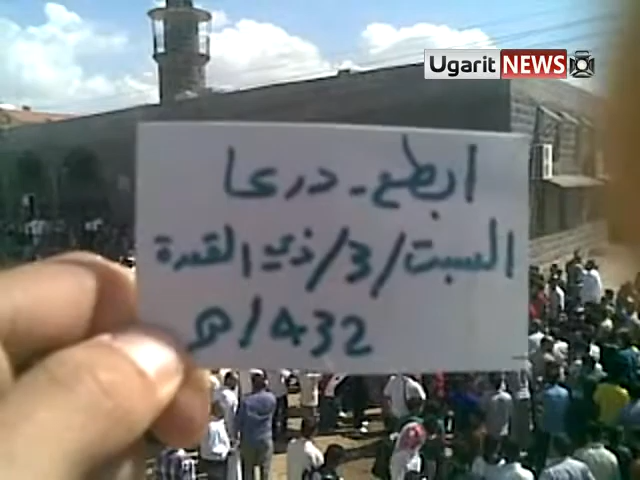 Ugarit NEWS
ابطع - درعا
السبت /3/ ذي القعدة
1432 هـ